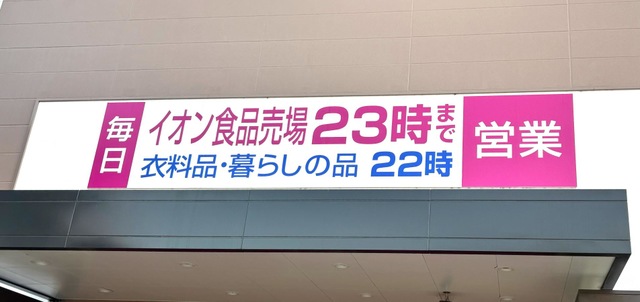 毎日
イオン食品売場23時まで
衣料品・暮らしの品 22時
営業